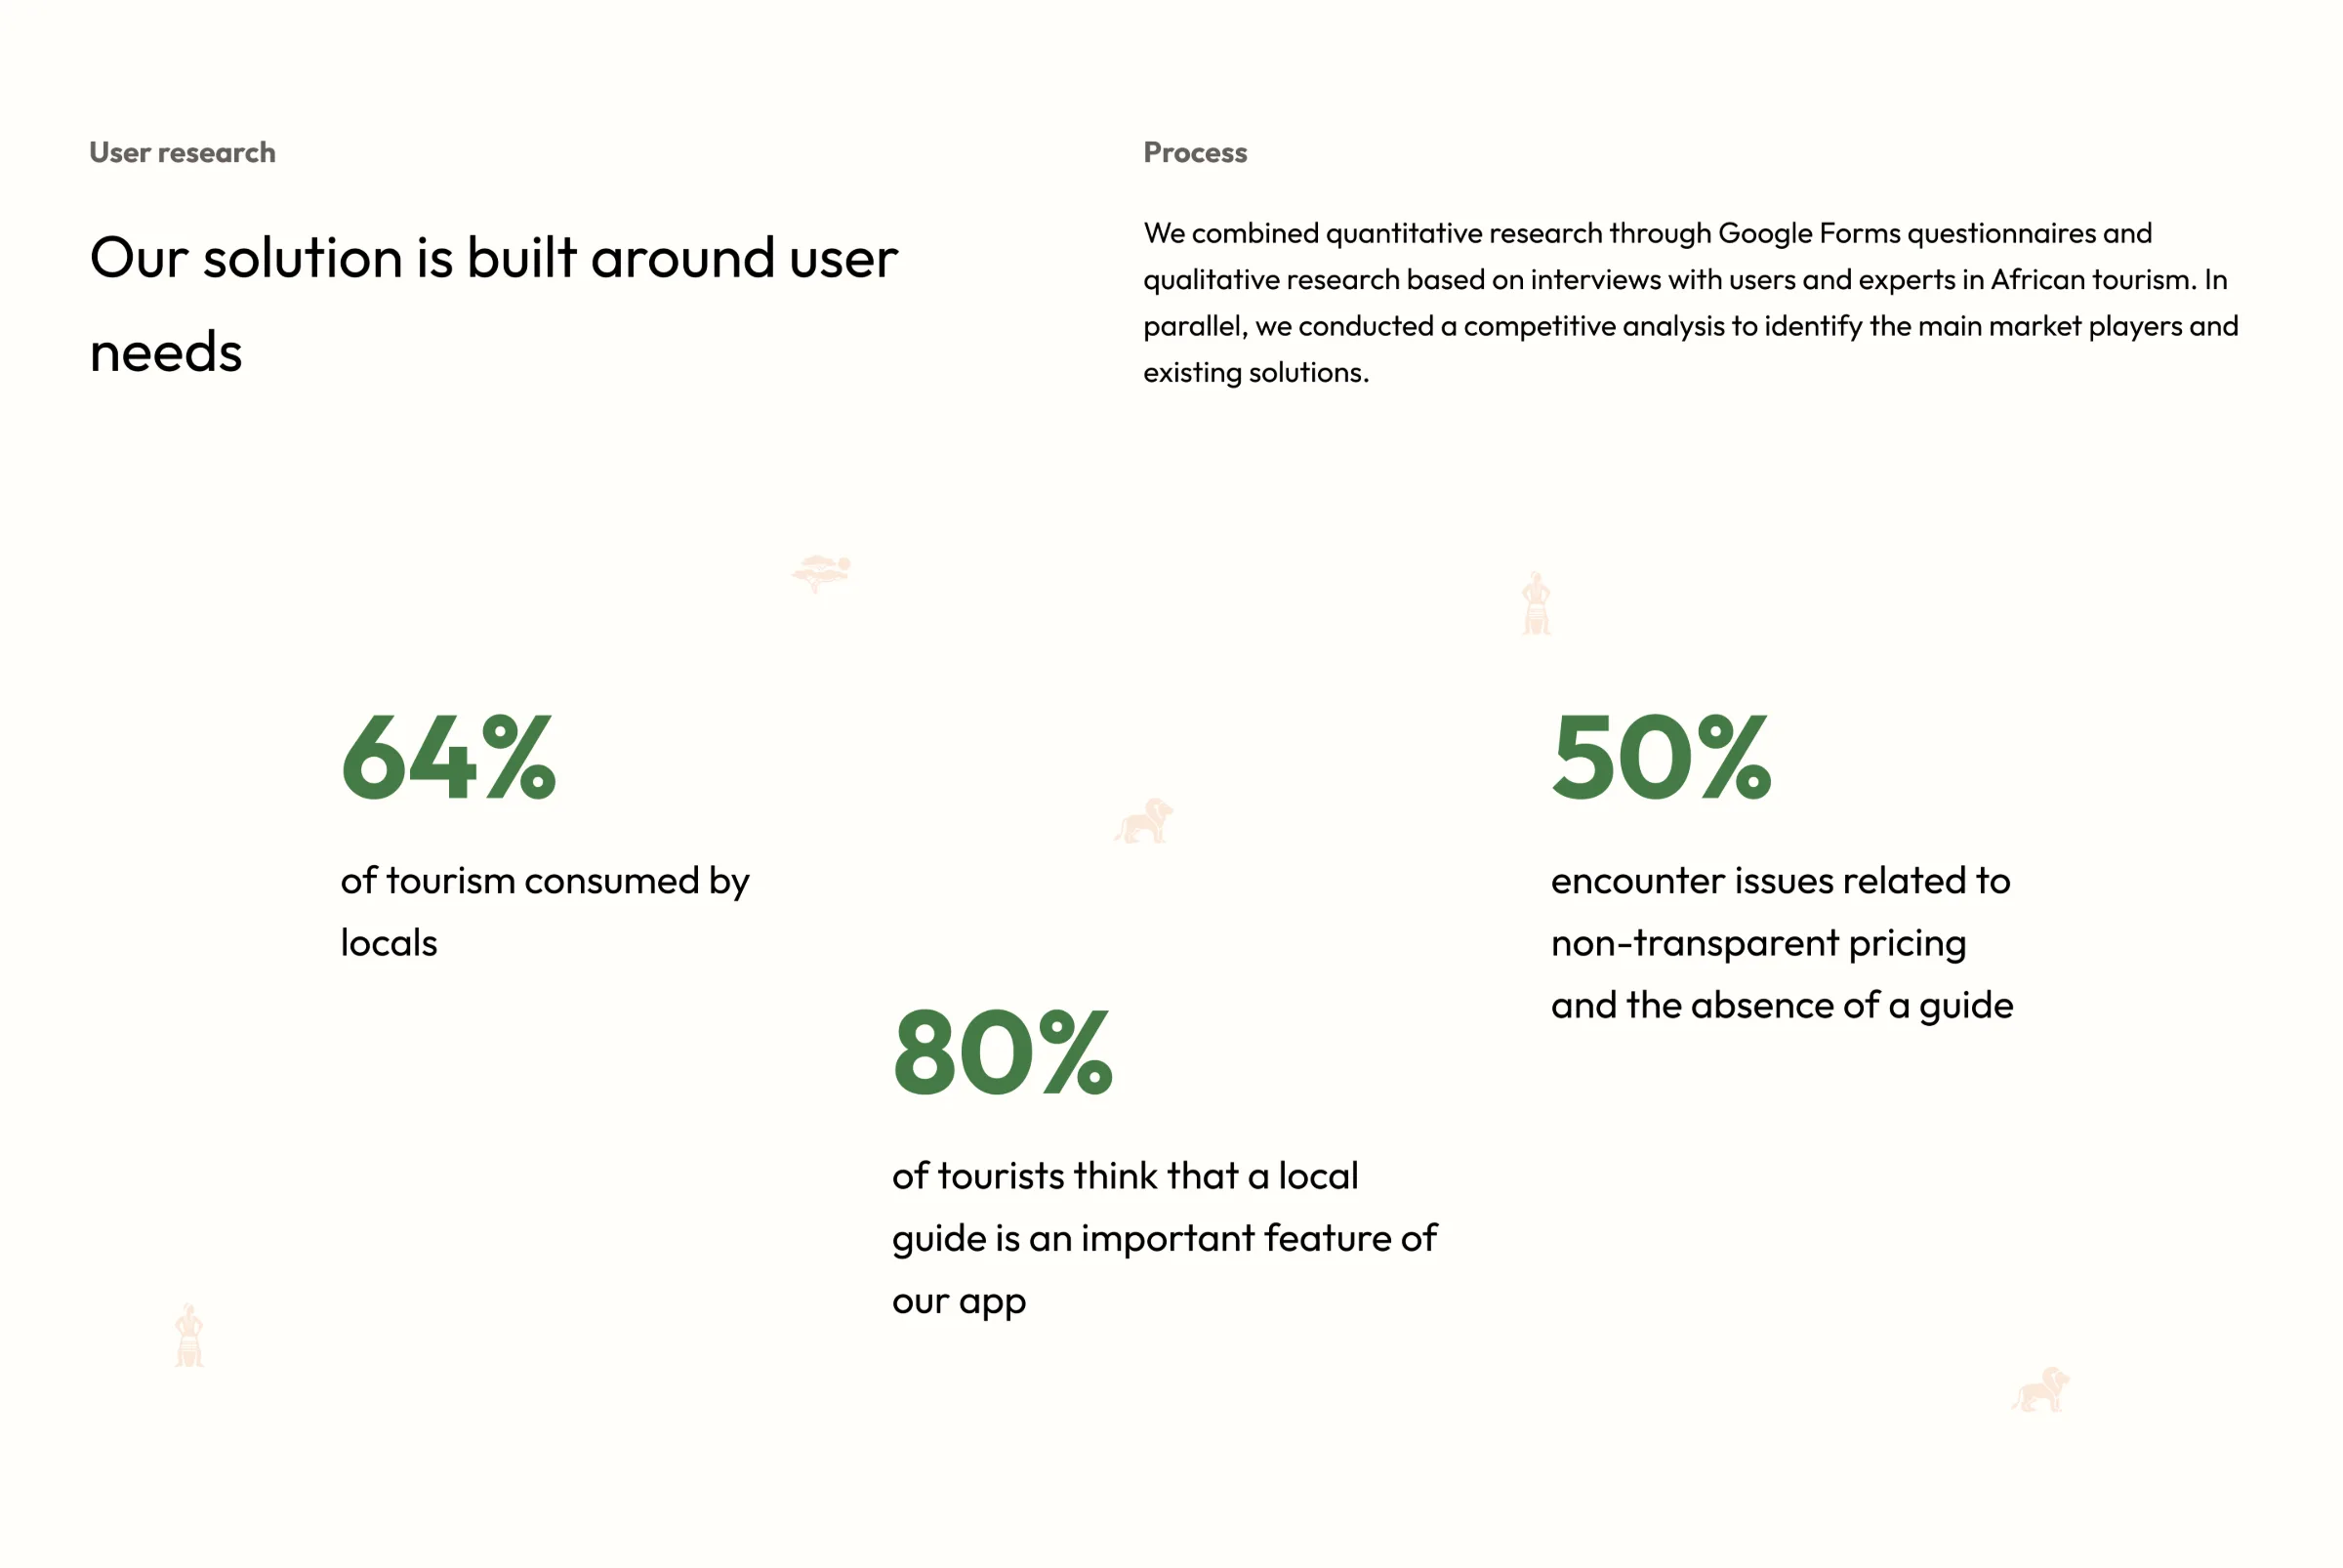 User research
Our solution is built around user
needs
Process
We combined quantitative research through Google Forms questionnaires and
qualitative research based on interviews with users and experts in African tourism. In
parallel, we conducted a competitive analysis to identify the main market players and
existing solutions.
64%
of tourism consumed by
locals
80%
of tourists think that a local
guide is an important feature of
our app
50%
encounter issues related to
non-transparent pricing
and the absence of a guide